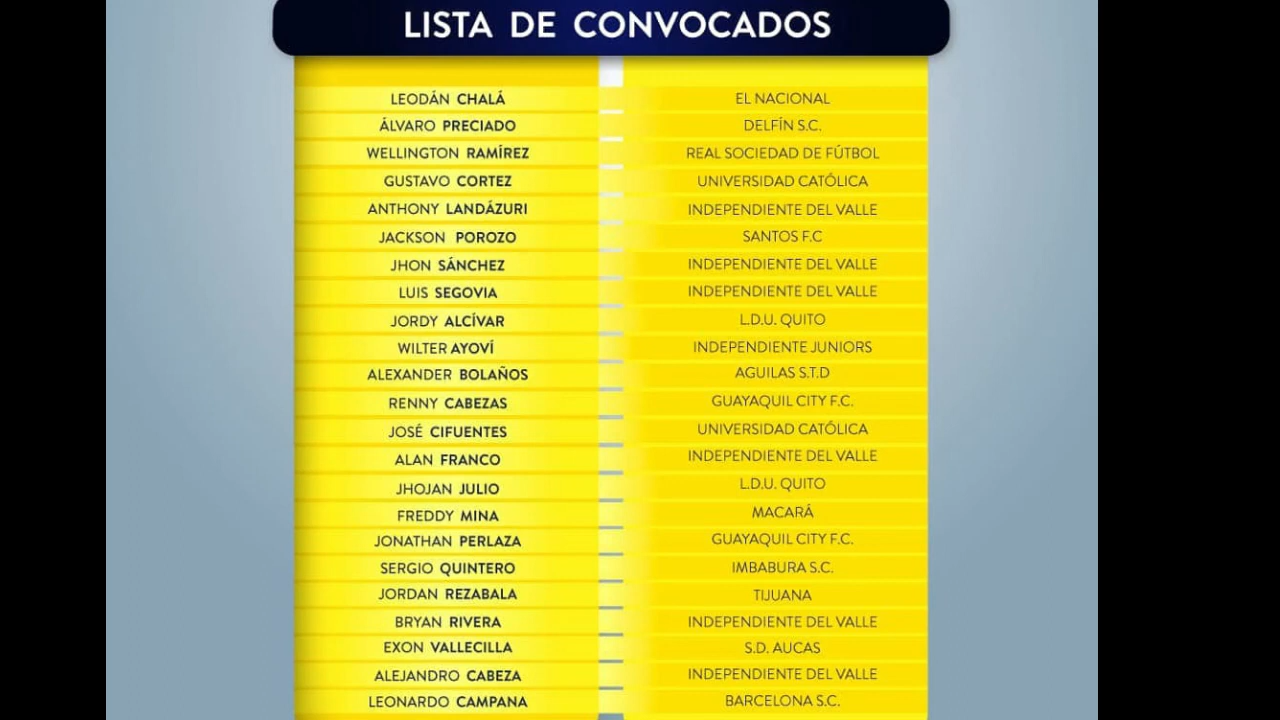 LISTA DE CONVOCADOS
LEODÁN CHALÁ EL NACIONAL
ÁLVARO PRECIADO DELFÍN S.C.
WELLINGTON RAMÍREZ REAL SOCIEDAD DE FÚTBOL
GUSTAVO CORTEZ UNIVERSIDAD CATÓLICA
ANTHONY LANDÁZURI INDEPENDIENTE DEL VALLE
JACKSON POROZO SANTOS F.C
JHON SÁNCHEZ INDEPENDIENTE DEL VALLE
LUIS SEGOVIA INDEPENDIENTE DEL VALLE
JORDY ALCÍVAR L.D.U. QUITO
WILTER AYOVÍ INDEPENDIENTE JUNIORS
ALEXANDER BOLAÑOS AGUILAS S.T.D
RENNY CABEZAS GUAYAQUIL CITY F.C.
JOSÉ CIFUENTES UNIVERSIDAD CATÓLICA
ALAN FRANCO INDEPENDIENTE DEL VALLE
JHOJAN JULIO L.D.U. QUITO
FREDDY MINA MACARÁ
JONATHAN PERLAZA GUAYAQUIL CITY F.C.
SERGIO QUINTERO IMBABURA S.C.
JORDAN REZABALA TIJUANA
BRYAN RIVERA INDEPENDIENTE DEL VALLE
EXON VALLECILLA S.D. AUCAS
ALEJANDRO CABEZA INDEPENDIENTE DEL VALLE
LEONARDO CAMPANA BARCELONA S.C.